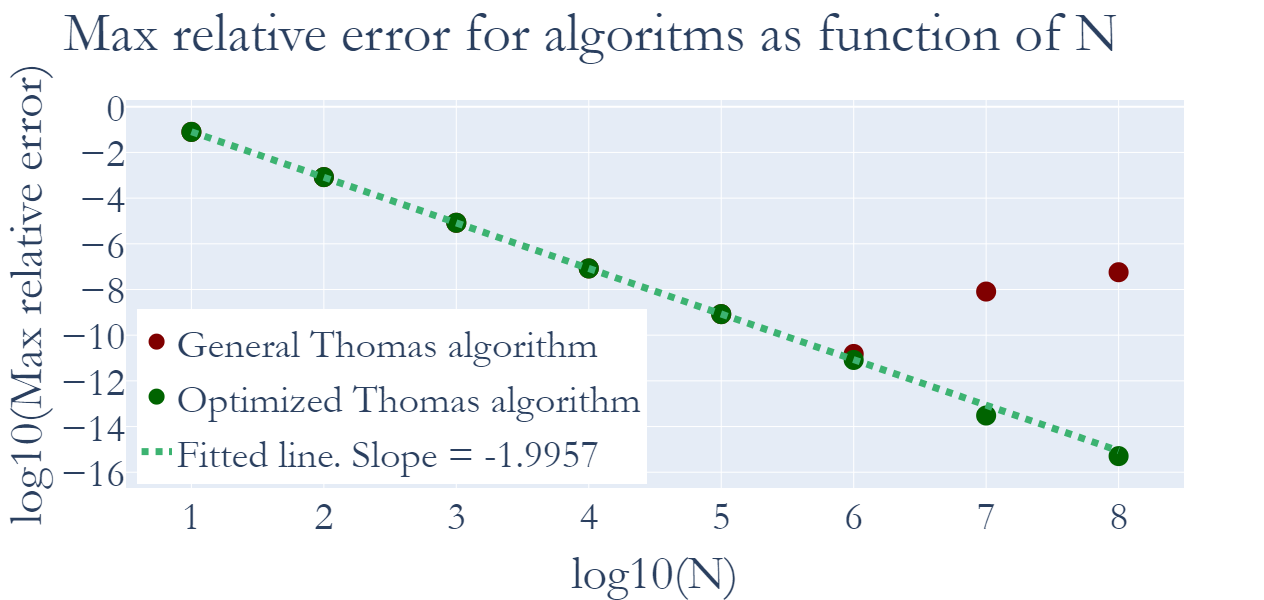 Max relative error for algoritms as function of N
log10(Max relative error)
0
−2
−4
−6
−8
−10
−12
−14
−16
General Thomas algorithm
Optimized Thomas algorithm
Fitted line. Slope = -1.9957
1 2 3 4 5 6 7 8
log10(N)